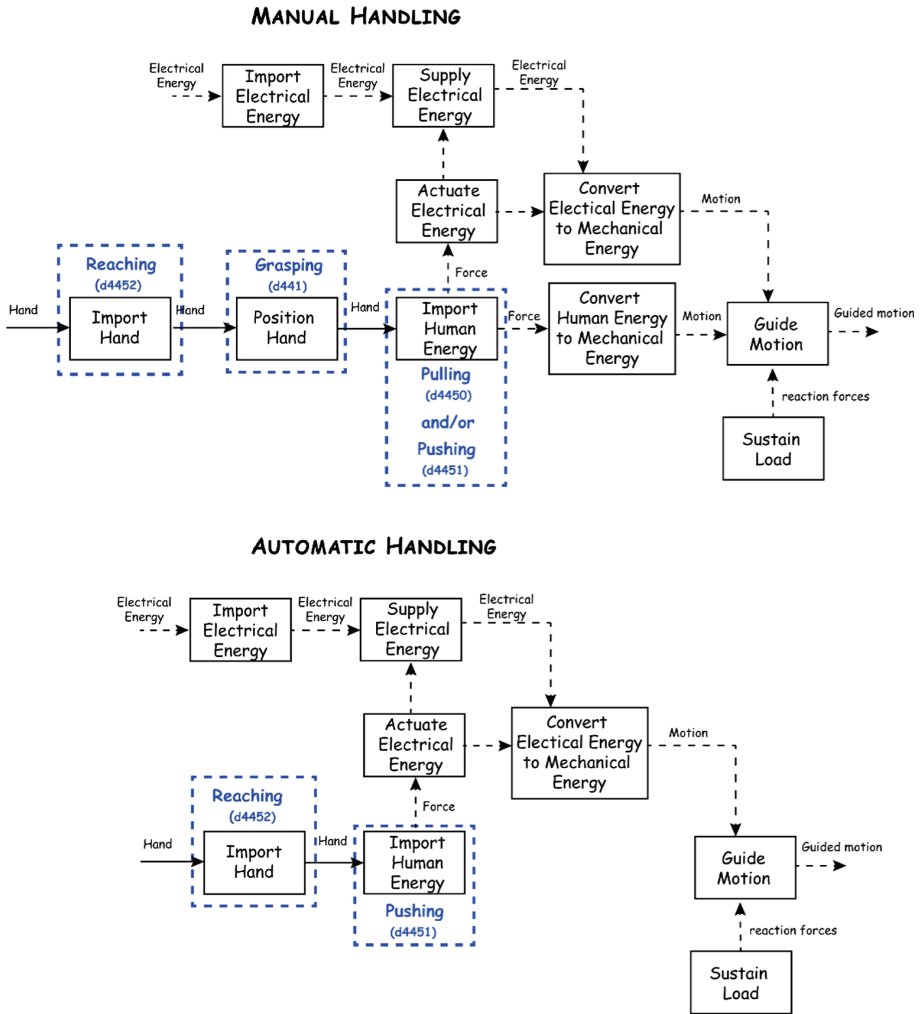 MANUAL HANDLING
Electrical
Energy
Import
Electrical
Energy
Electrical
Energy
Supply
Electrical
Energy
Electrical
Energy
Actuate
Electrical
Energy
Convert
Electical Energy
to Mechanical
Energy
Motion
Force
Reaching
(d4452)
Grasping
(d441)
Hand
Import
Hand
Hand
Position
Hand
Hand
Import
Human
Energy
Force
Convert
Human Energy
to Mechanical
Energy
Motion
Guide
Motion
Guided motion
Pulling
(d4450)
and/or
Pushing
(d4451)
reaction forces
Sustain
Load
AUTOMATIC HANDLING
Electrical
Energy
Import
Electrical
Energy
Electrical
Energy
Supply
Electrical
Energy
Electrical
Energy
Actuate
Electrical
Energy
Convert
Electical Energy
to Mechanical
Energy
Motion
Force
Reaching
(d4452)
Hand
Import
Hand
Hand
Import
Human
Energy
Pushing
(d4451)
Guide
Motion
Guided motion
reaction forces
Sustain
Load